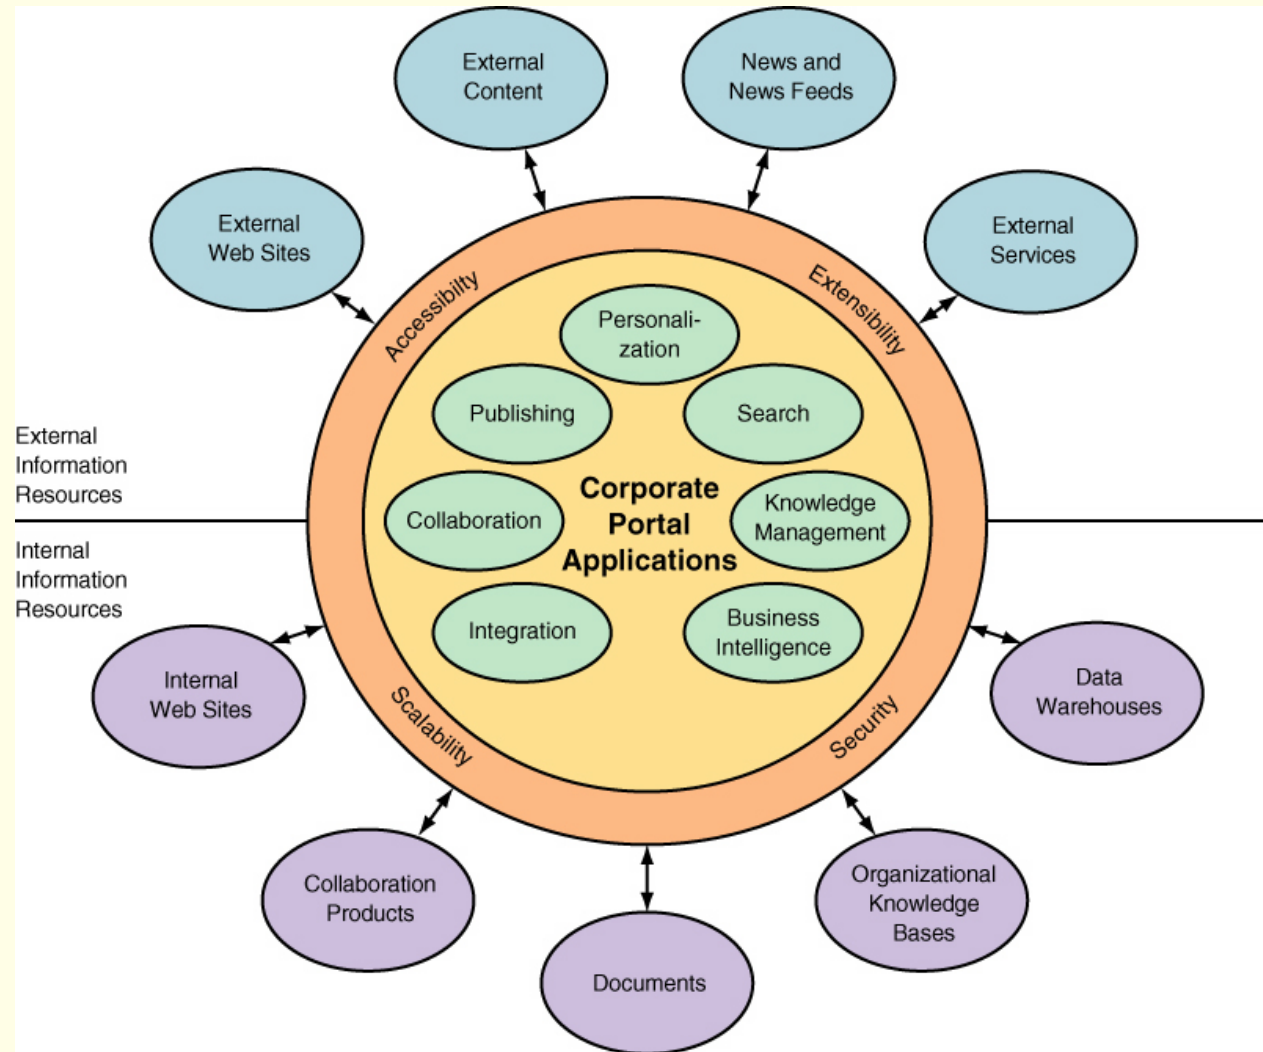 External
Content
News and
News Feeds
External
Web Sites
External
Services
Accessibilty
Extensibility
Personali-
zation
Publishing
Search
External
Information
Resources
Collaboration
Corporate
Portal
Applications
Knowledge
Management
Internal
Information
Resources
Integration
Business
Intelligence
Internal
Web Sites
Scalability
Security
Data
Warehouses
Collaboration
Products
Organizational
Knowledge
Bases
Documents